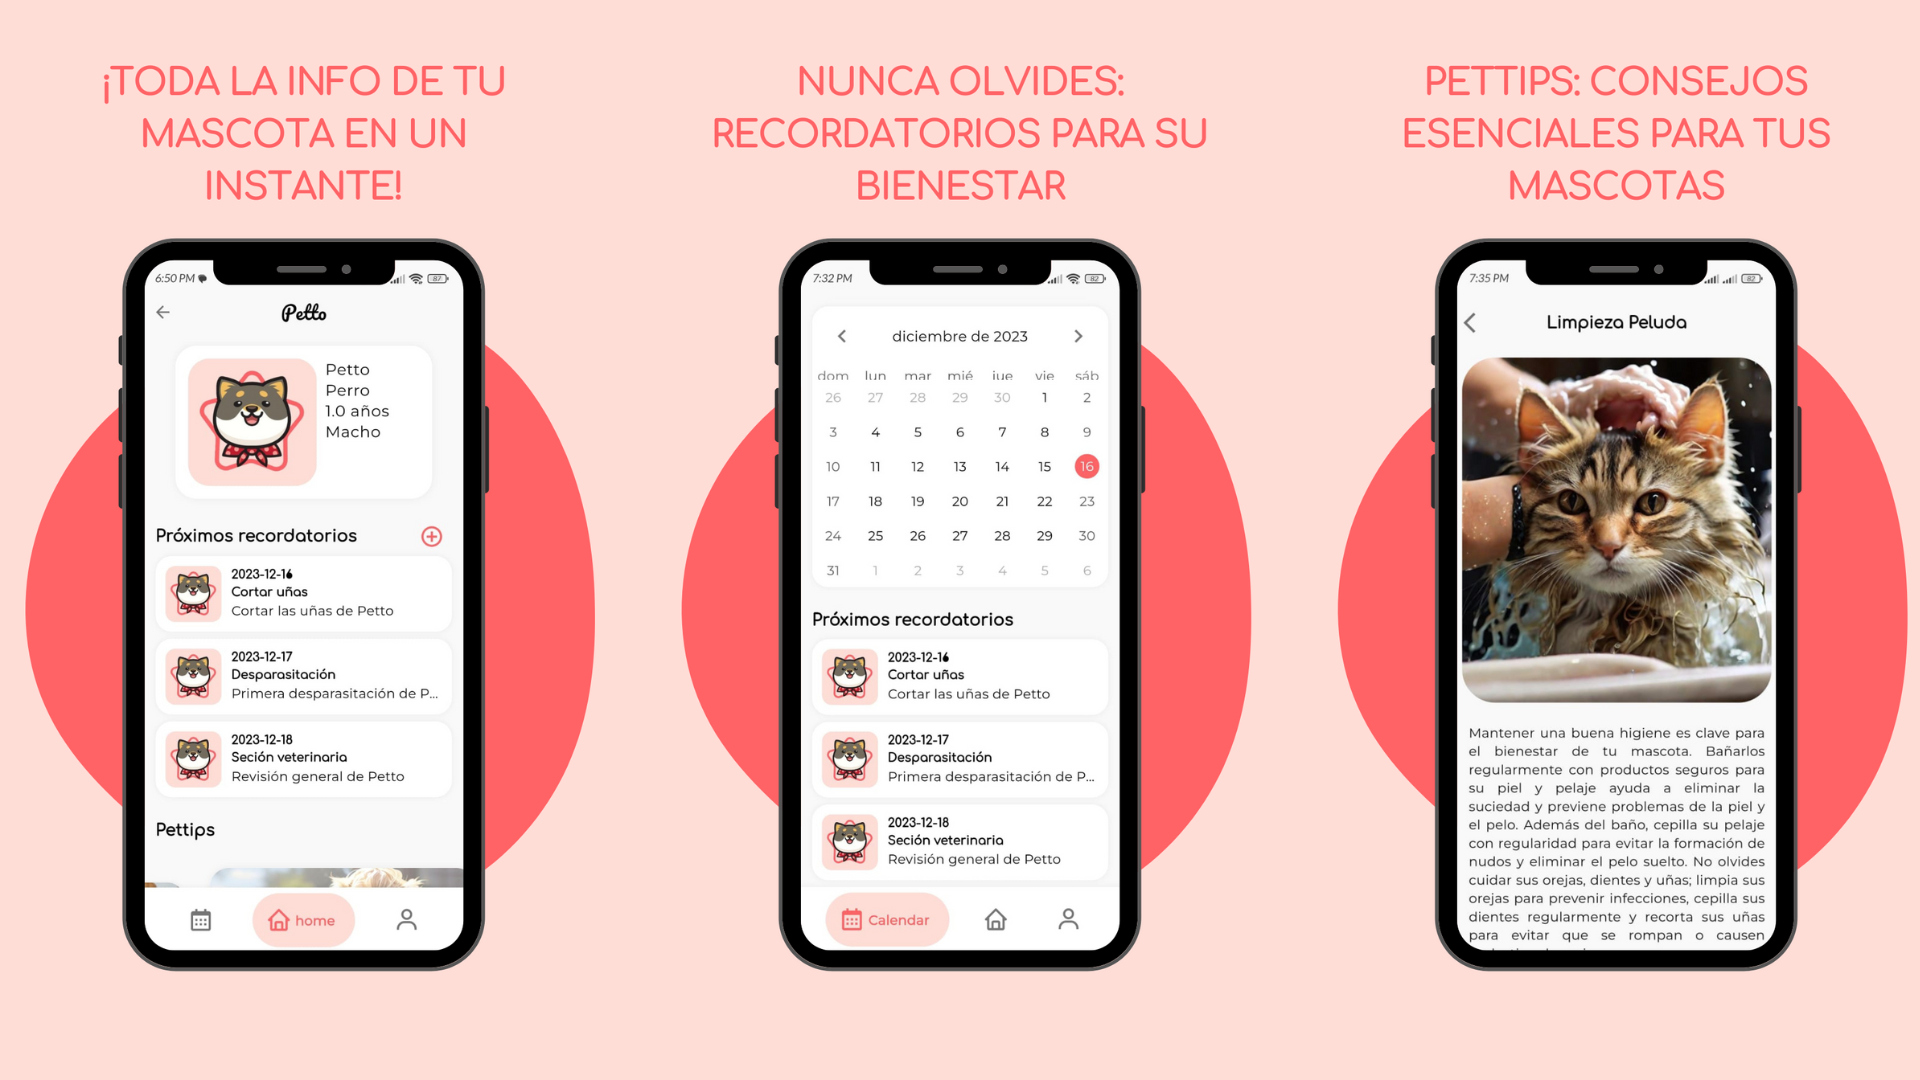 ¡TODA LA INFO DE TU
MASCOTA EN UN
INSTANTE!
6:50 PM
87
Petto
Petto
Perro
1.0 años
Macho
Próximos recordatorios
2023-12-16
Cortar uñas
Cortar las uñas de Petto
2023-12-17
Desparasitación
Primera desparasitación de P...
2023-12-18
Seción veterinaria
Revisión general de Petto
Pettips
home
NUNCA OLVIDES:
RECORDATORIOS PARA SU
BIENESTAR
7:32 PM
82
diciembre de 2023
dom lun mar mié jue vie sáb
26 27 28 29 30 1 2
3 4 5 6 7 8 9
10 11 12 13 14 15 16
17 18 19 20 21 22 23
24 25 26 27 28 29 30
31 1 2 3 4 5 6
Próximos recordatorios
2023-12-16
Cortar uñas
Cortar las uñas de Petto
2023-12-17
Desparasitación
Primera desparasitación de P...
2023-12-18
Seción veterinaria
Revisión general de Petto
Calendar
PETTIPS: CONSEJOS
ESENCIALES PARA TUS
MASCOTAS
7:35 PM
82
Limpieza Peluda
Mantener una buena higiene es clave para
el bienestar de tu mascota. Bañarlos
regularmente con productos seguros para
su piel y pelaje ayuda a eliminar la
suciedad y previene problemas de la piel y
el pelo. Además del baño, cepilla su pelaje
con regularidad para evitar la formación de
nudos y eliminar el pelo suelto. No olvides
cuidar sus orejas, dientes y uñas; limpia sus
orejas para prevenir infecciones, cepilla sus
dientes regularmente y recorta sus uñas
para evitar que se rompan o causen